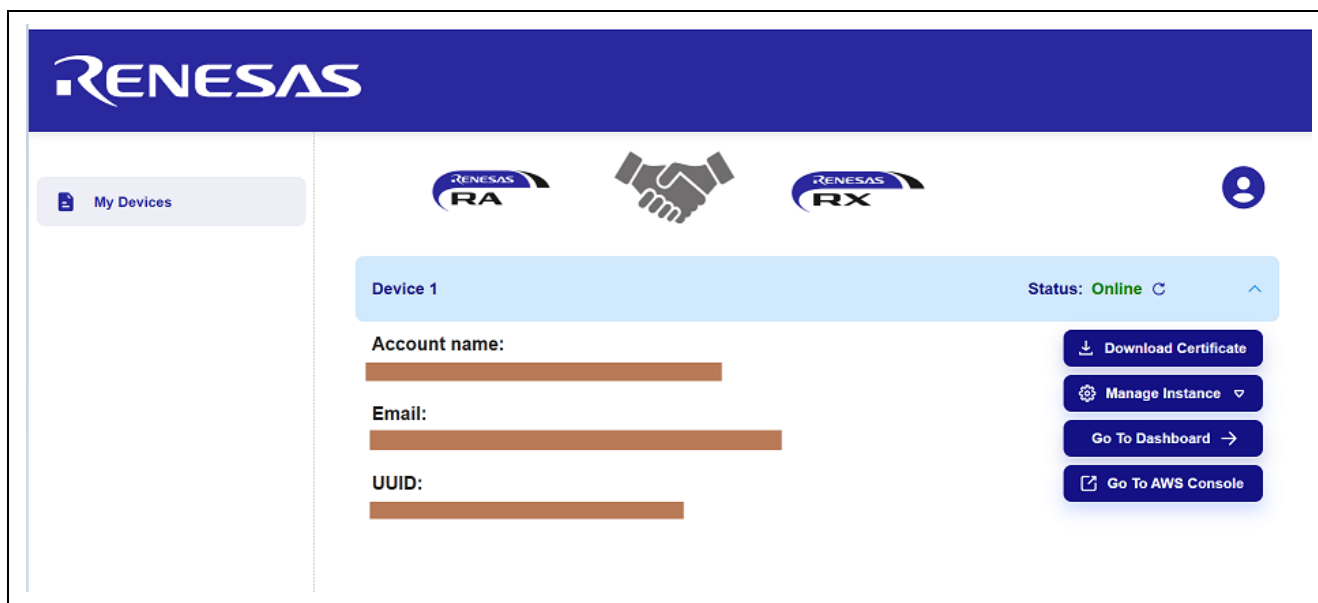 RENESAS
My Devices
RENESAS
RA
RENESAS
RX
Device 1
Status: Online
Account name:
Download Certificate
Manage Instance
Email:
Go To Dashboard
UUID:
Go To AWS Console